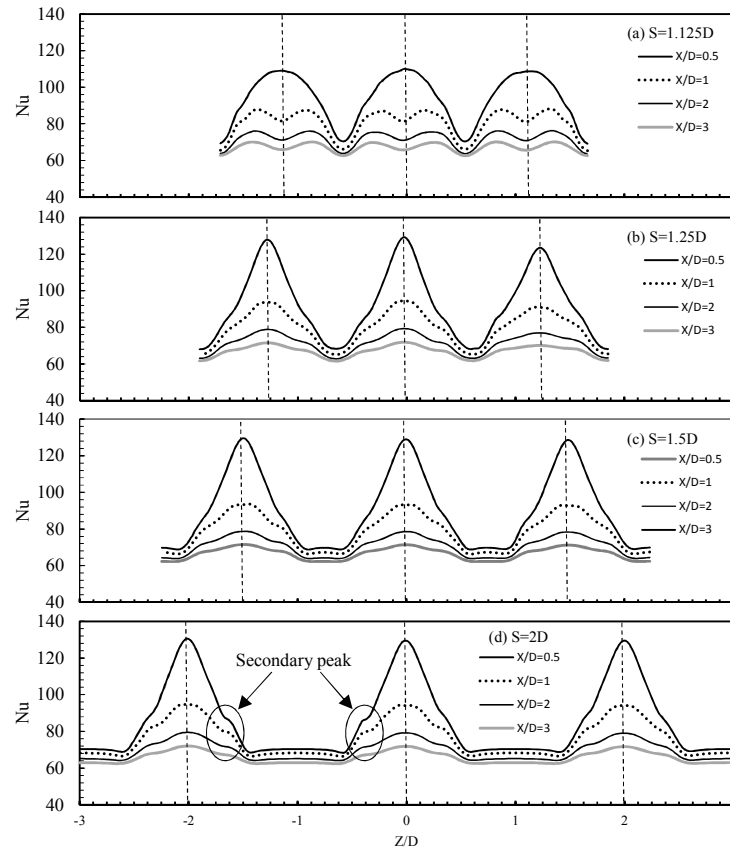 140
(a) S=1.125D
120
X/D=0.5
100
X/D=1
Nu
80
X/D=2
60
X/D=3
40
140
(b) S=1.25D
120
X/D=0.5
100
X/D=1
Nu
80
X/D=2
60
X/D=3
40
140
(c) S=1.5D
120
X/D=0.5
100
X/D=1
Nu
80
X/D=2
60
X/D=3
40
140
(d) S=2D
120
Secondary peak
X/D=0.5
100
X/D=1
Nu
80
X/D=2
60
X/D=3
40
-3 -2 -1 0 1 2
Z/D